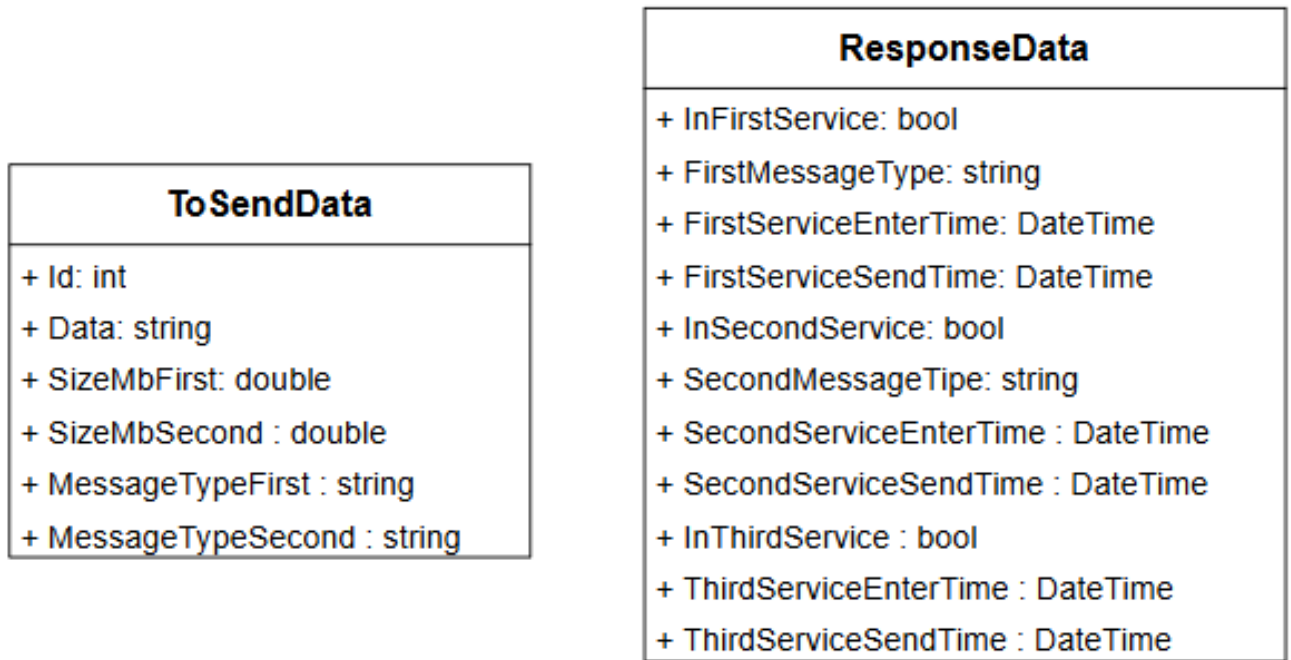 ToSendData
+ Id: int
+ Data: string
+ SizeMbFirst: double
+ SizeMbSecond : double
+ MessageTypeFirst : string
+ MessageTypeSecond : string
ResponseData
+ InFirstService: bool
+ FirstMessageType: string
+ FirstServiceEnterTime: DateTime
+ FirstServiceSendTime: DateTime
+ InSecondService: bool
+ SecondMessageTipe: string
+ SecondServiceEnterTime : DateTime
+ SecondServiceSendTime : DateTime
+ InThirdService : bool
+ ThirdServiceEnterTime : DateTime
+ ThirdServiceSendTime : DateTime